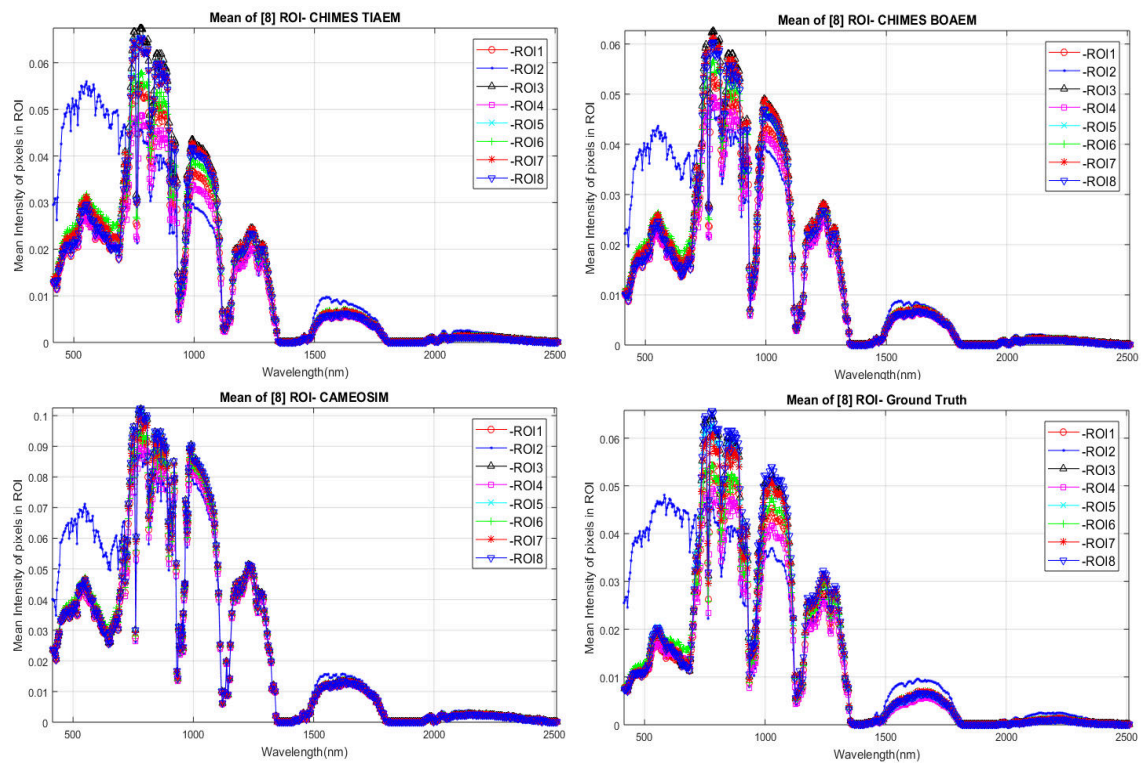 Mean of [8] ROI- CHIMES TIAEM
Mean Intensity of pixels in ROI
0.07
0.06
0.05
0.04
0.03
0.02
0.01
0
500
1000
1500
2000
2500
Wavelength(nm)
-ROI1
-ROI2
-ROI3
-ROI4
-ROI5
-ROI6
-ROI7
-ROI8
Mean of [8] ROI- CHIMES BOAEM
Mean Intensity of pixels in ROI
0.06
0.05
0.04
0.03
0.02
0.01
0
500
1000
1500
2000
2500
Wavelength(nm)
-ROI1
-ROI2
-ROI3
-ROI4
-ROI5
-ROI6
-ROI7
-ROI8
Mean of [8] ROI- CAMEOSIM
Mean Intensity of pixels in ROI
0.1
0.09
0.08
0.07
0.06
0.05
0.04
0.03
0.02
0.01
0
500
1000
1500
2000
2500
Wavelength(nm)
-ROI1
-ROI2
-ROI3
-ROI4
-ROI5
-ROI6
-ROI7
-ROI8
Mean of [8] ROI- Ground Truth
Mean Intensity of pixels in ROI
0.06
0.05
0.04
0.03
0.02
0.01
0
500
1000
1500
2000
2500
Wavelength(nm)
-ROI1
-ROI2
-ROI3
-ROI4
-ROI5
-ROI6
-ROI7
-ROI8